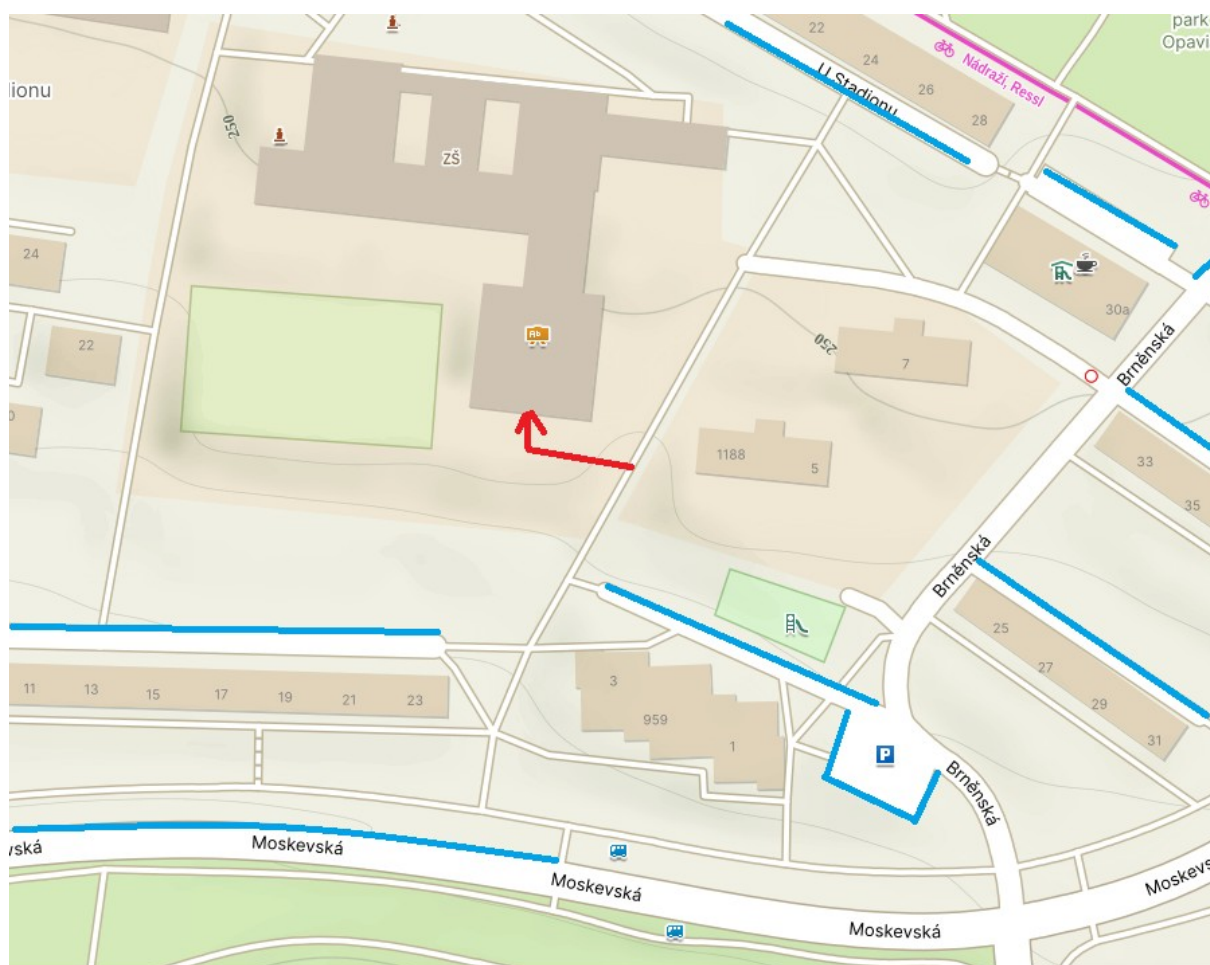 park
Opavi
22
24
U Stadionu
26
28
Nádraží, Ressl
ionu
250
ZŠ
24
22
30a
Brněnská
250
7
1188
5
33
35
Brněnská
25
27
29
31
3
959
1
P
Brněnská
11
13
15
17
19
21
23
vská
Moskevská
Moskevská
Moskevská
Moskevs